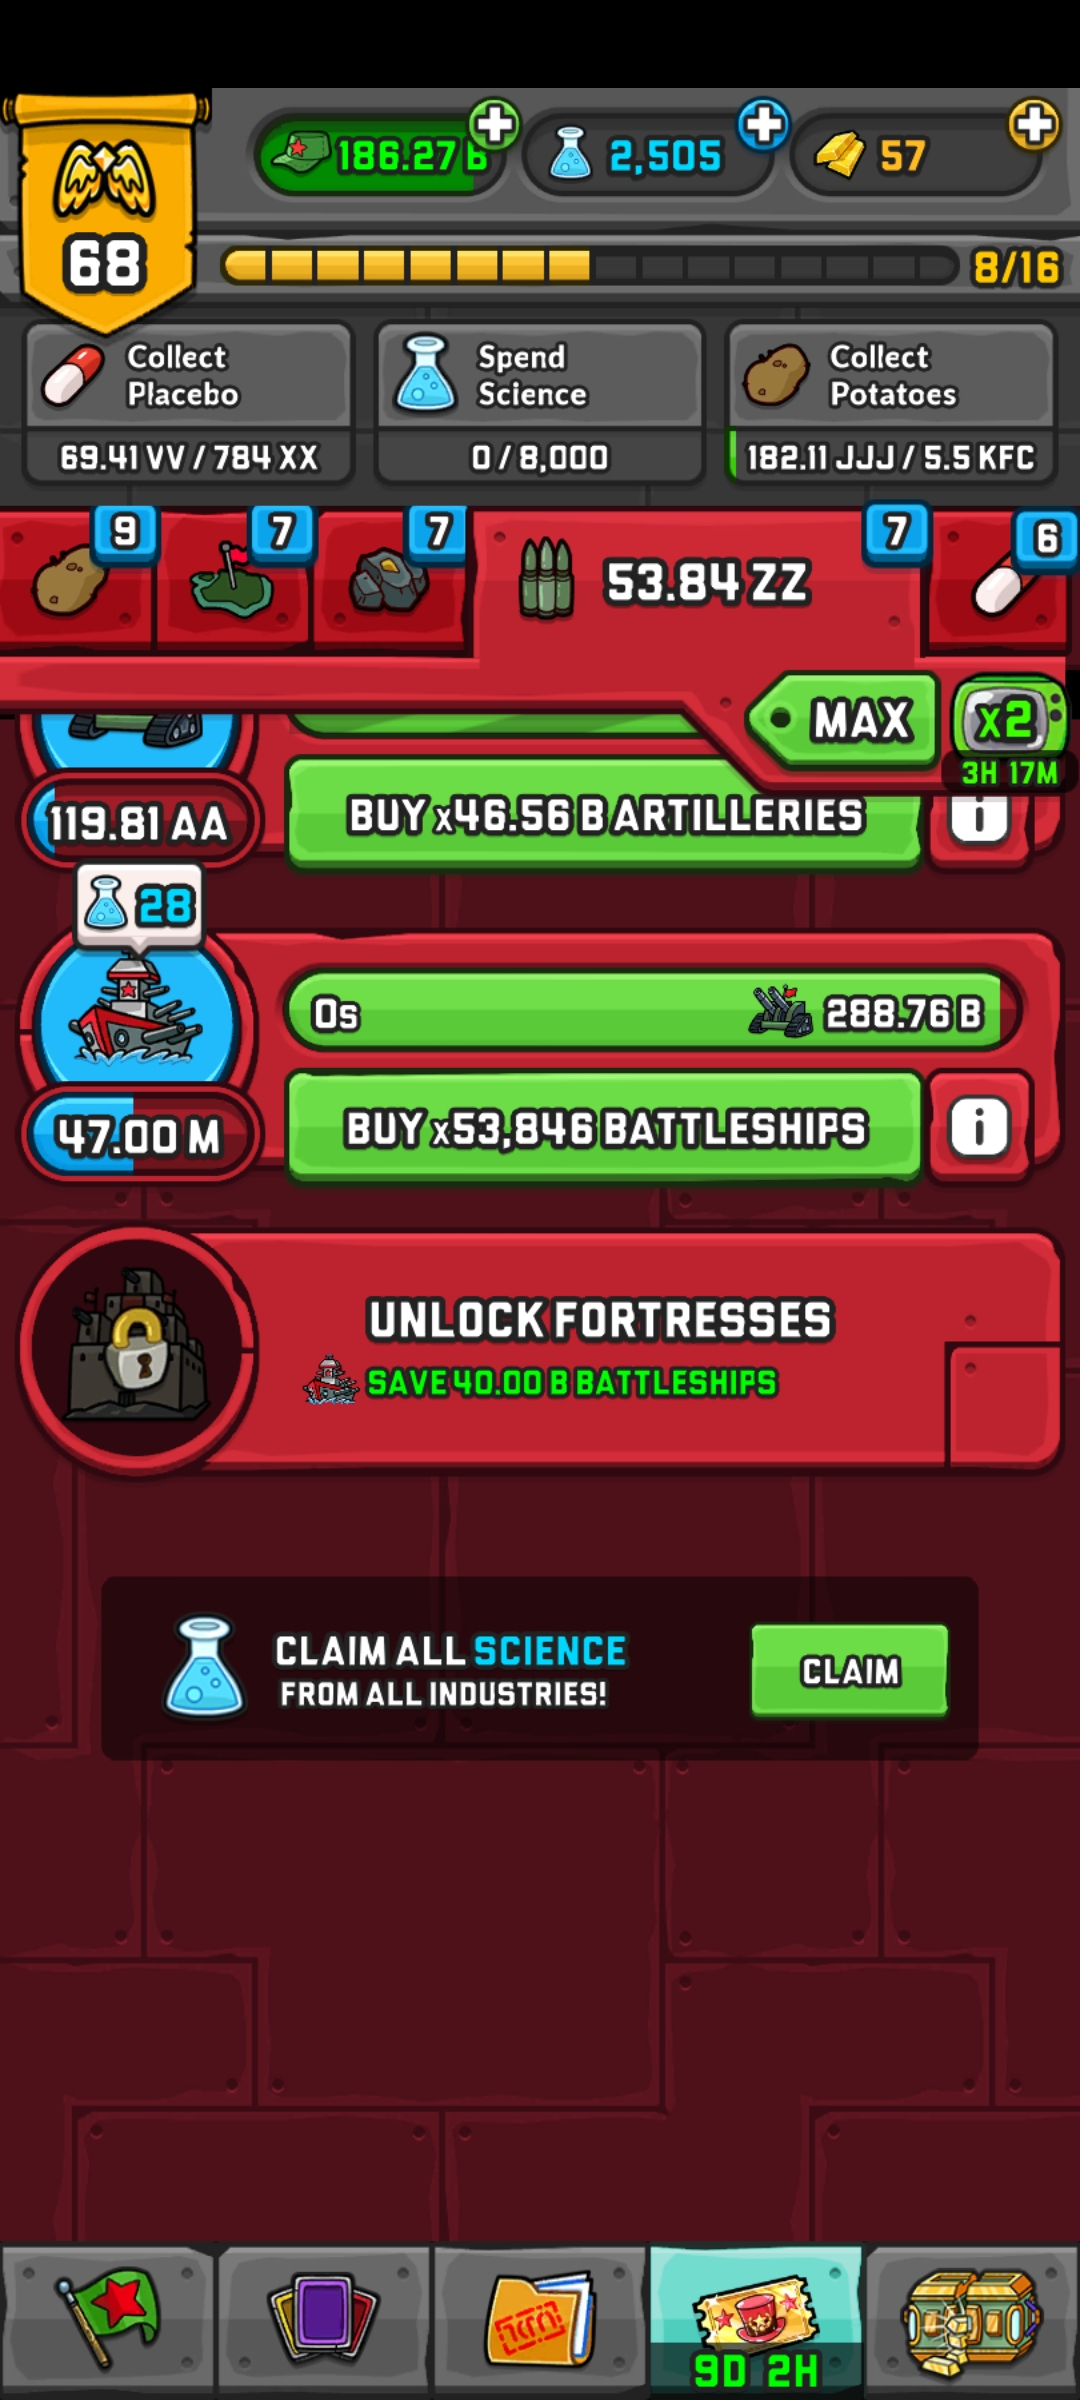 186.27 B
2,505
57
68
8/16
Collect
Placebo
69.41 VV / 784 XX
Spend
Science
0 / 8,000
Collect
Potatoes
182.11 JJJ / 5.5 KFC
9
7
7
53.84 ZZ
7
6
MAX
x2
3H 17M
119.81 AA
BUY x46.56 B ARTILLERIES
i
28
0s
288.76 B
47.00 M
BUY x53,846 BATTLESHIPS
i
UNLOCK FORTRESSES
SAVE 40.00 B BATTLESHIPS
CLAIM ALL SCIENCE
FROM ALL INDUSTRIES!
CLAIM
9D 2H